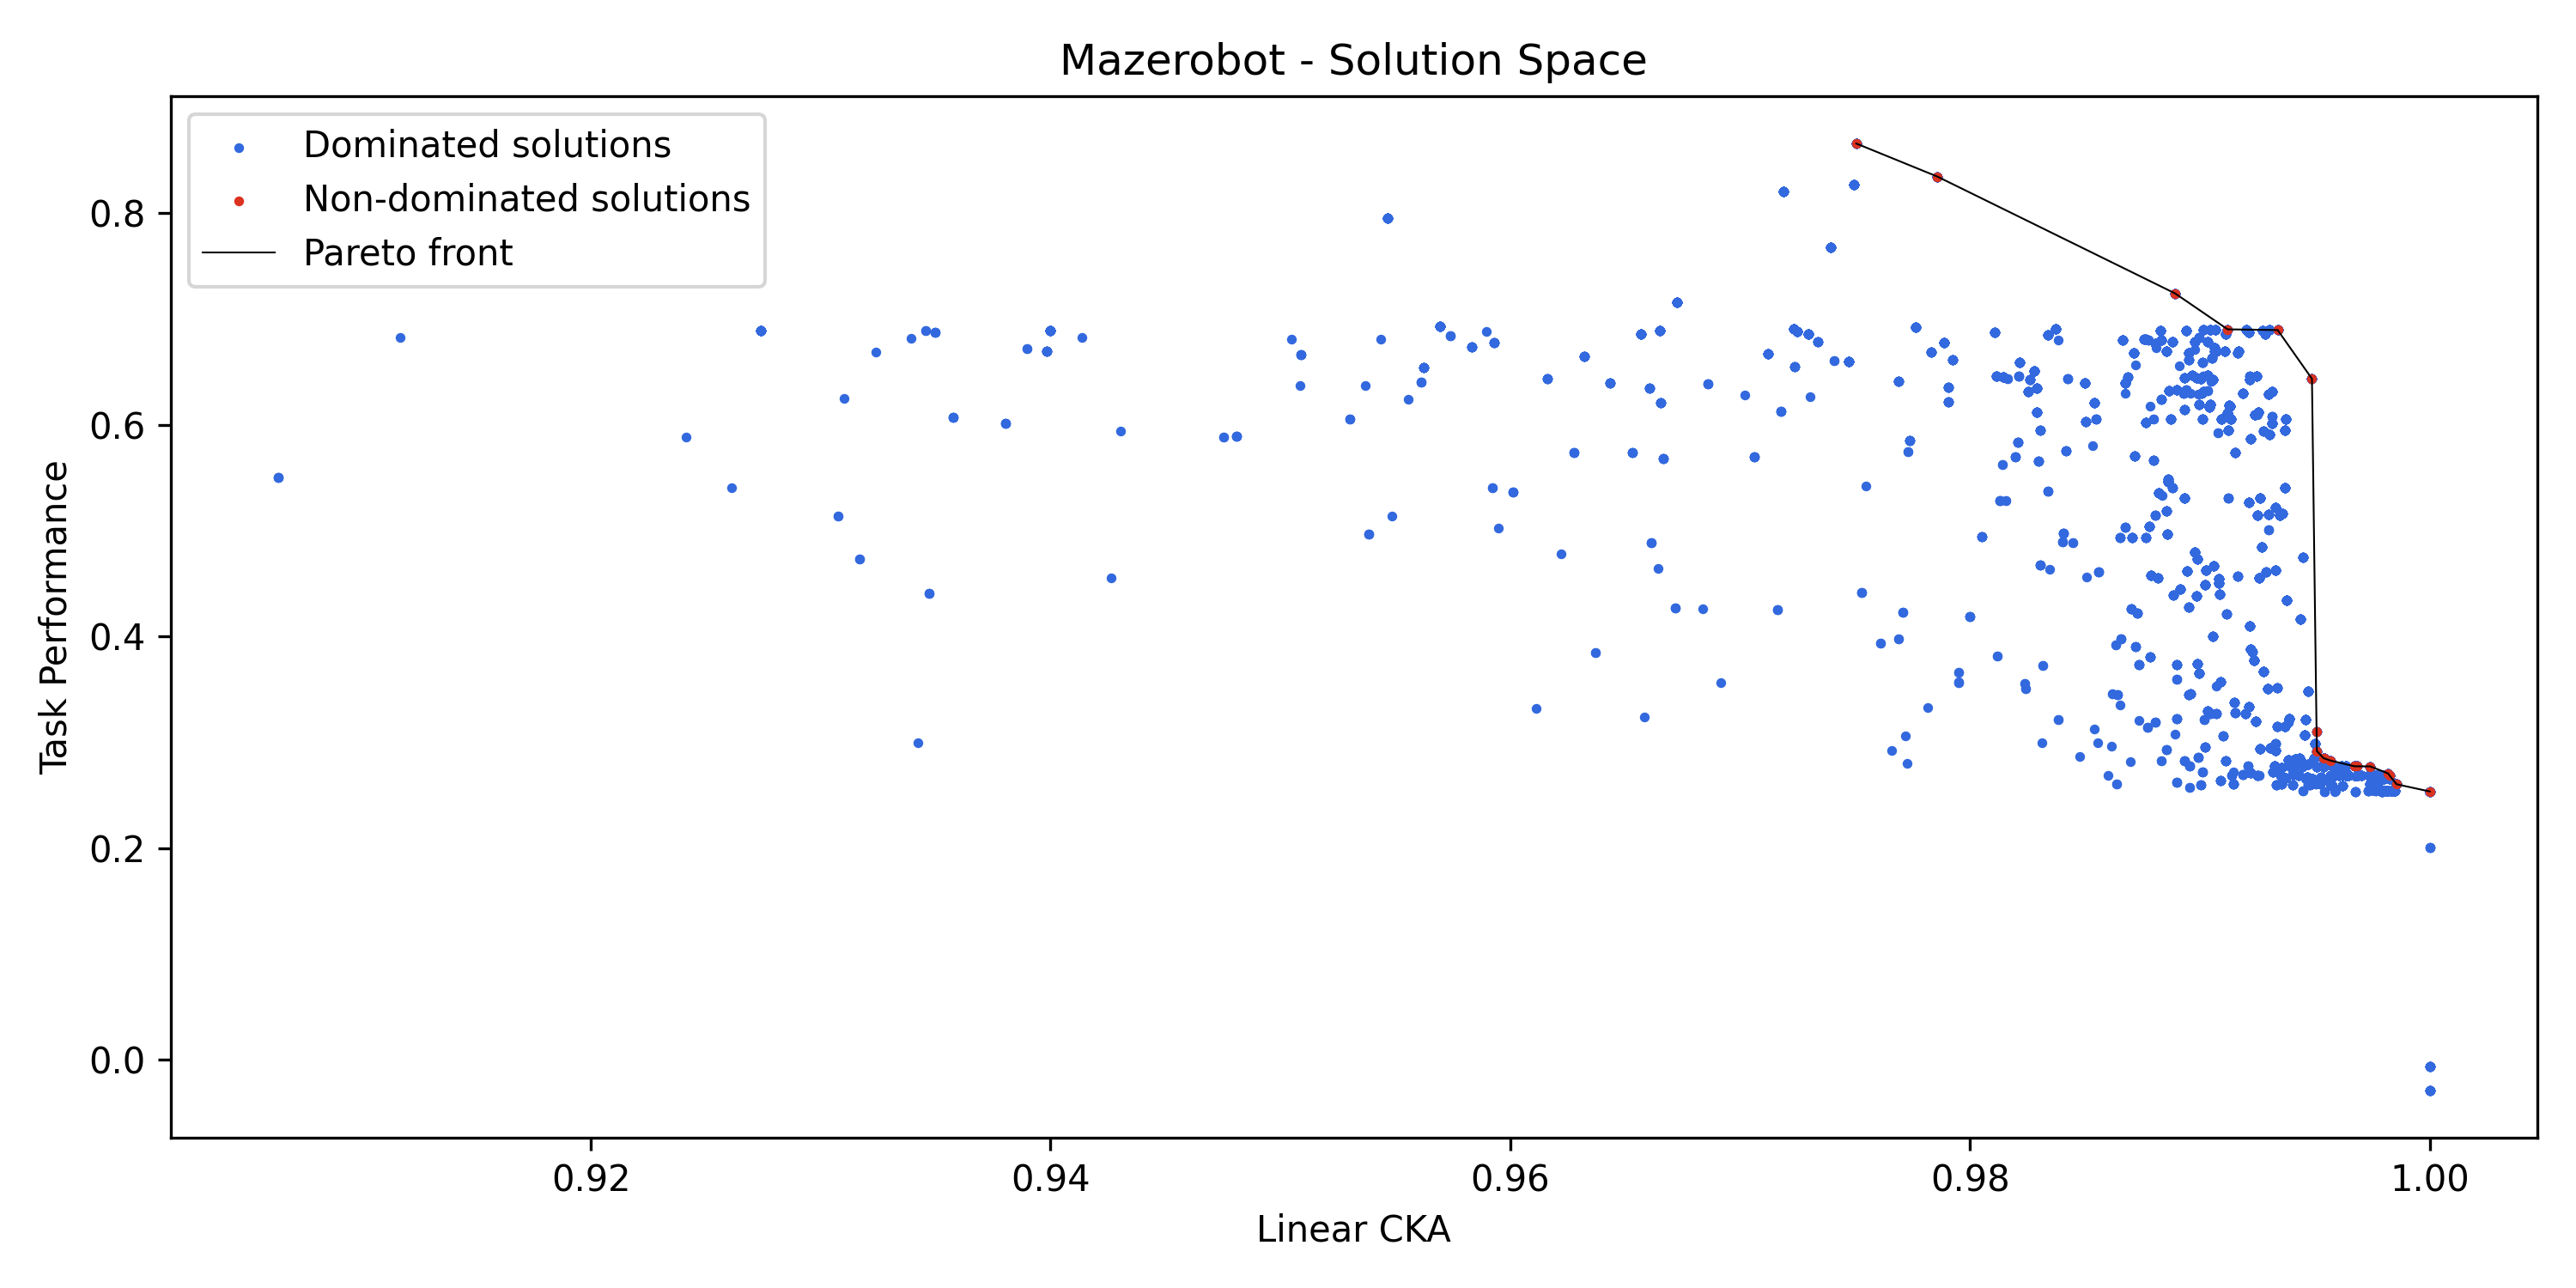 Mazerobot - Solution Space
Dominated solutions
Non-dominated solutions
Pareto front
Task Performance
0.8
0.6
0.4
0.2
0.0
0.92
0.94
0.96
0.98
1.00
Linear CKA